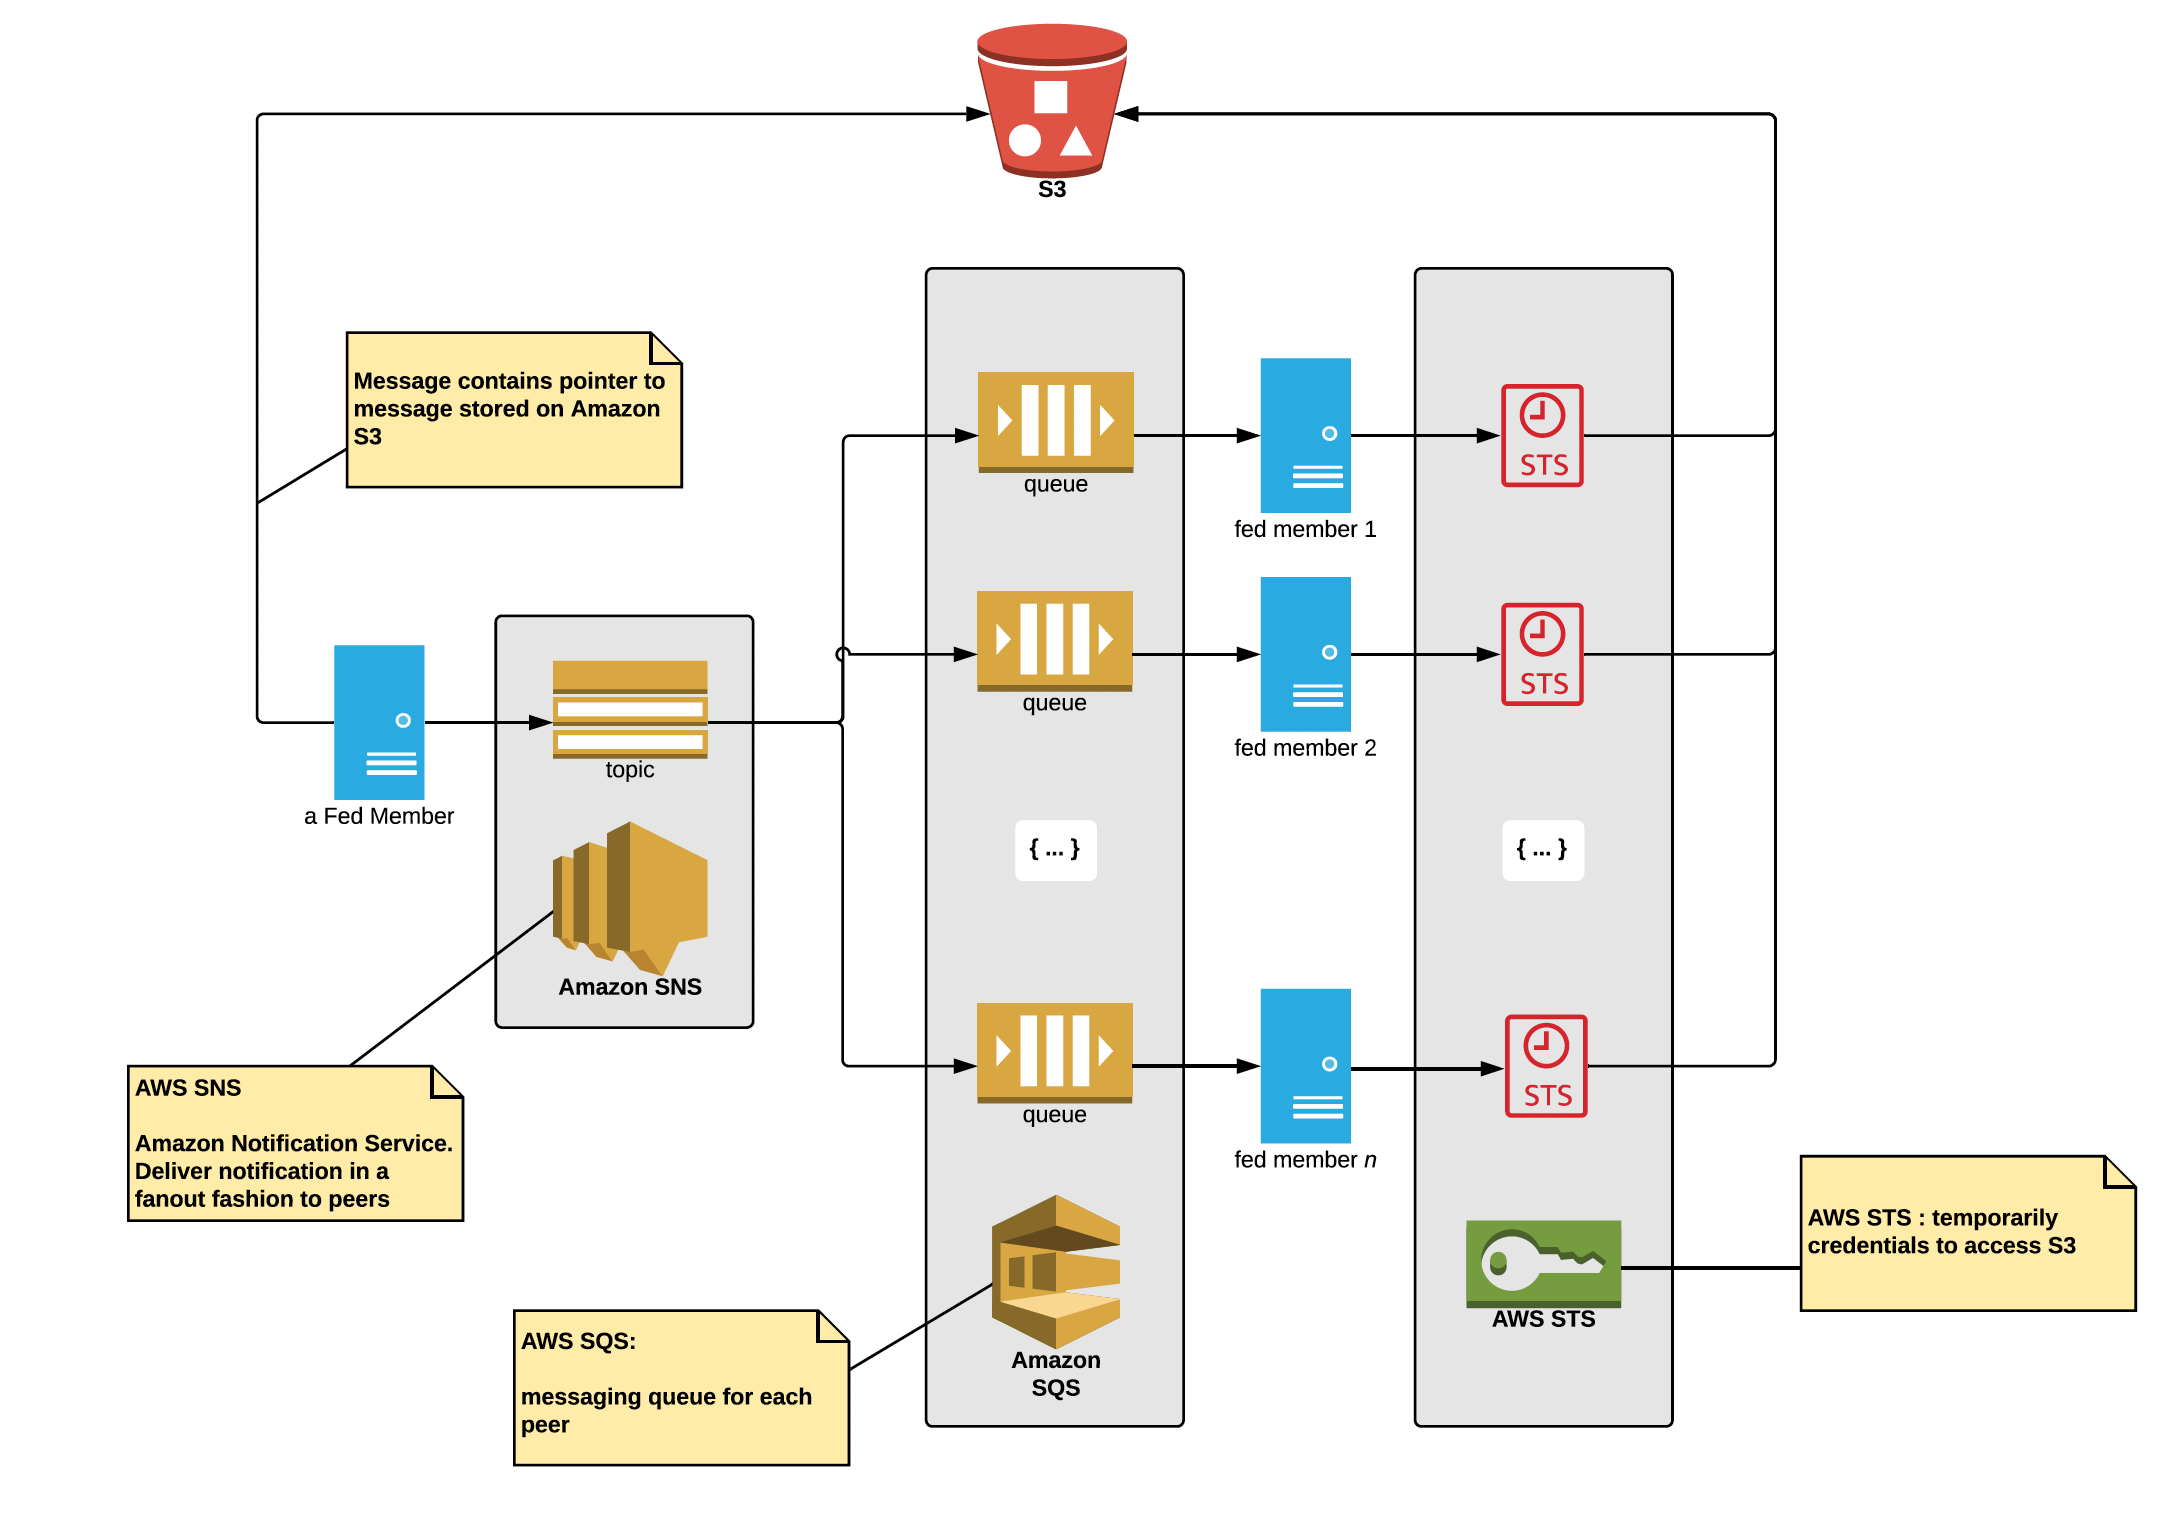 S3
Message contains pointer to
message stored on Amazon
S3
queue
fed member 1
STS
queue
fed member 2
STS
a Fed Member
topic
Amazon SNS
{ ... }
{ ... }
queue
fed member n
STS
AWS SNS
Amazon Notification Service.
Deliver notification in a
fanout fashion to peers
AWS SQS:
messaging queue for each
peer
Amazon
SQS
AWS STS
AWS STS : temporarily
credentials to access S3